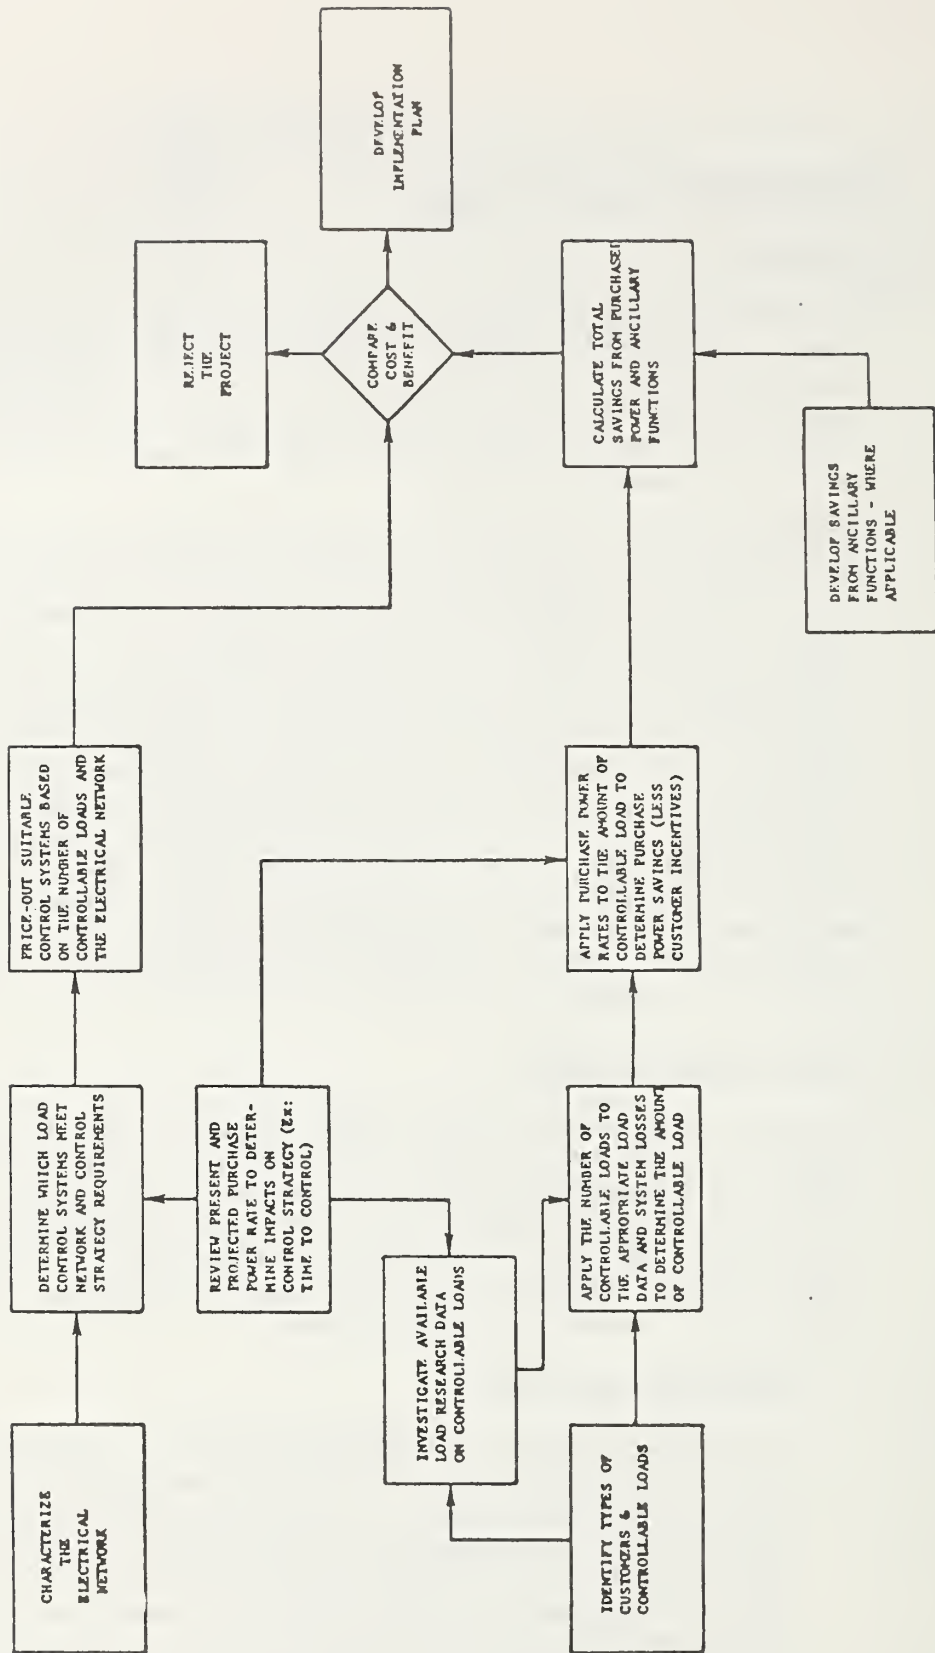 CHARACTERIZE
THE
ELECTRICAL
NETWORK
DETERMINE WHICH LOAD
CONTROL SYSTEMS MEET
NETWORK AND CONTROL
STRATEGY REQUIREMENTS
PRICE-OUT SUITABLE
CONTROL SYSTEMS BASED
ON THE NUMBER OF
CONTROLLABLE LOADS AND
THE ELECTRICAL NETWORK
REVIEW PRESENT AND
PROJECTED PURCHASE
POWER RATE TO DETER-
MINE IMPACTS ON
CONTROL STRATEGY (Ex:
TIME TO CONTROL)
REJECT
THE
PROJECT
COMPARE
COST &
BENEFIT
DEVELOP
IMPLEMENTATION
PLAN
INVESTIGATE AVAILABLE
LOAD RESEARCH DATA
ON CONTROLLABLE LOADS
IDENTIFY TYPES OF
CUSTOMERS &
CONTROLLABLE LOADS
APPLY THE NUMBER OF
CONTROLLABLE LOADS TO
THE APPROPRIATE LOAD
DATA AND SYSTEM LOSSES
TO DETERMINE THE AMOUNT
OF CONTROLLABLE LOAD
APPLY PURCHASE POWER
RATES TO THE AMOUNT OF
CONTROLLABLE LOAD TO
DETERMINE PURCHASE
POWER SAVINGS (LESS
CUSTOMER INCENTIVES)
CALCULATE TOTAL
SAVINGS FROM PURCHASED
POWER AND ANCILLARY
FUNCTIONS
DEVELOP SAVINGS
FROM ANCILLARY
FUNCTIONS - WHERE
APPLICABLE